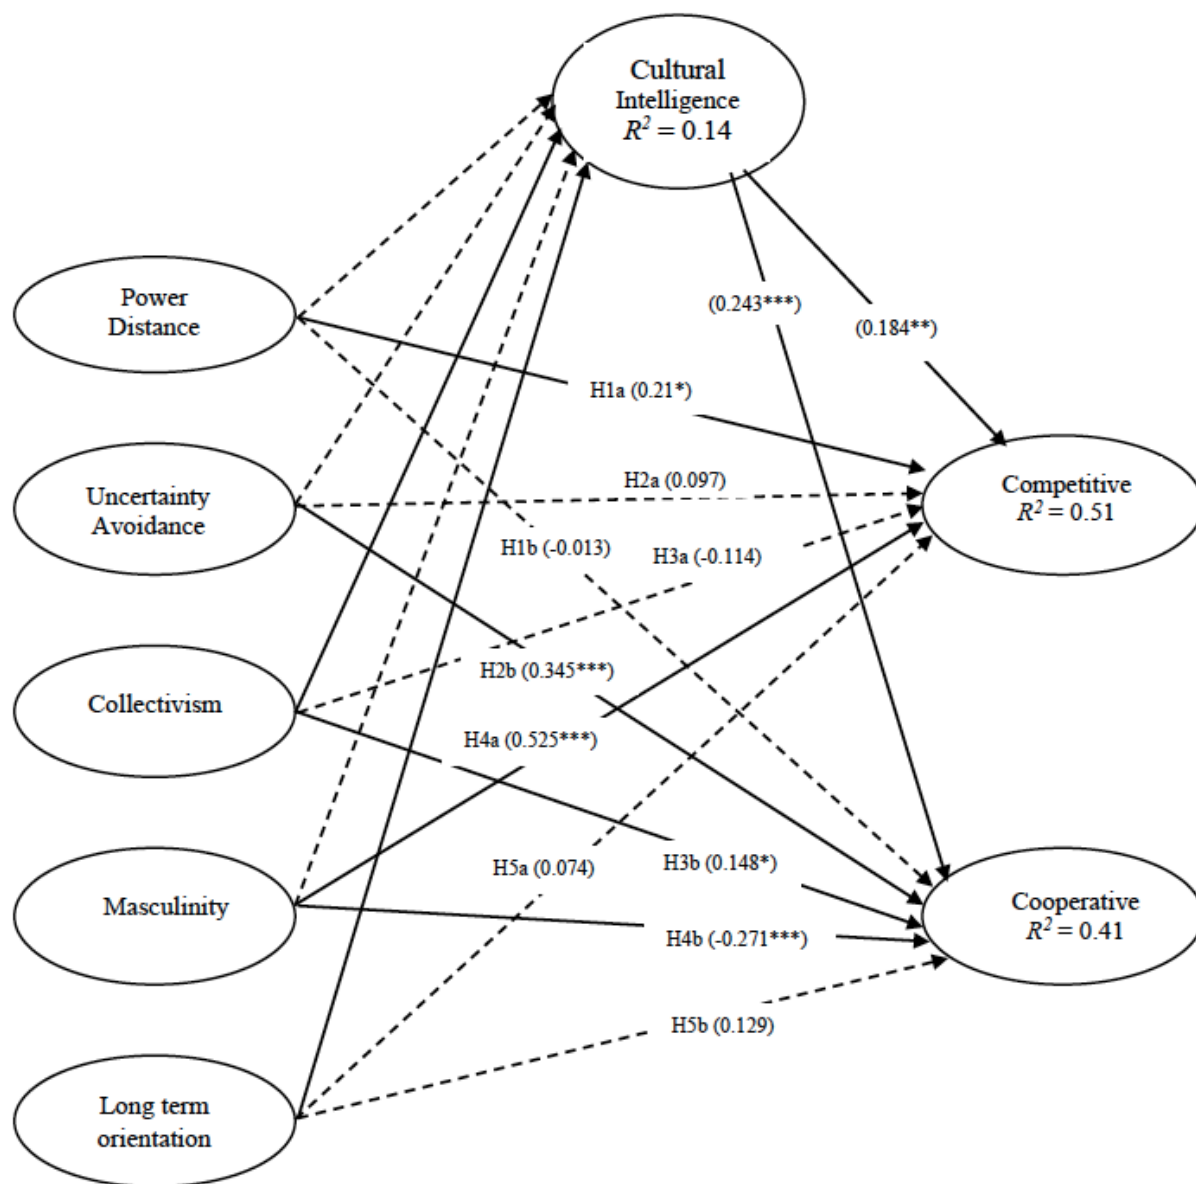 Cultural
Intelligence
R² = 0.14
Power
Distance
(0.243***)
(0.184**)
H1a (0.21*)
Uncertainty
Avoidance
H2a (0.097)
Competitive
R² = 0.51
H1b (-0.013)
H3a (-0.114)
H2b (0.345***)
Collectivism
H4a (0.525***)
H5a (0.074)
H3b (0.148*)
Masculinity
H4b (-0.271***)
Cooperative
R² = 0.41
H5b (0.129)
Long term
orientation